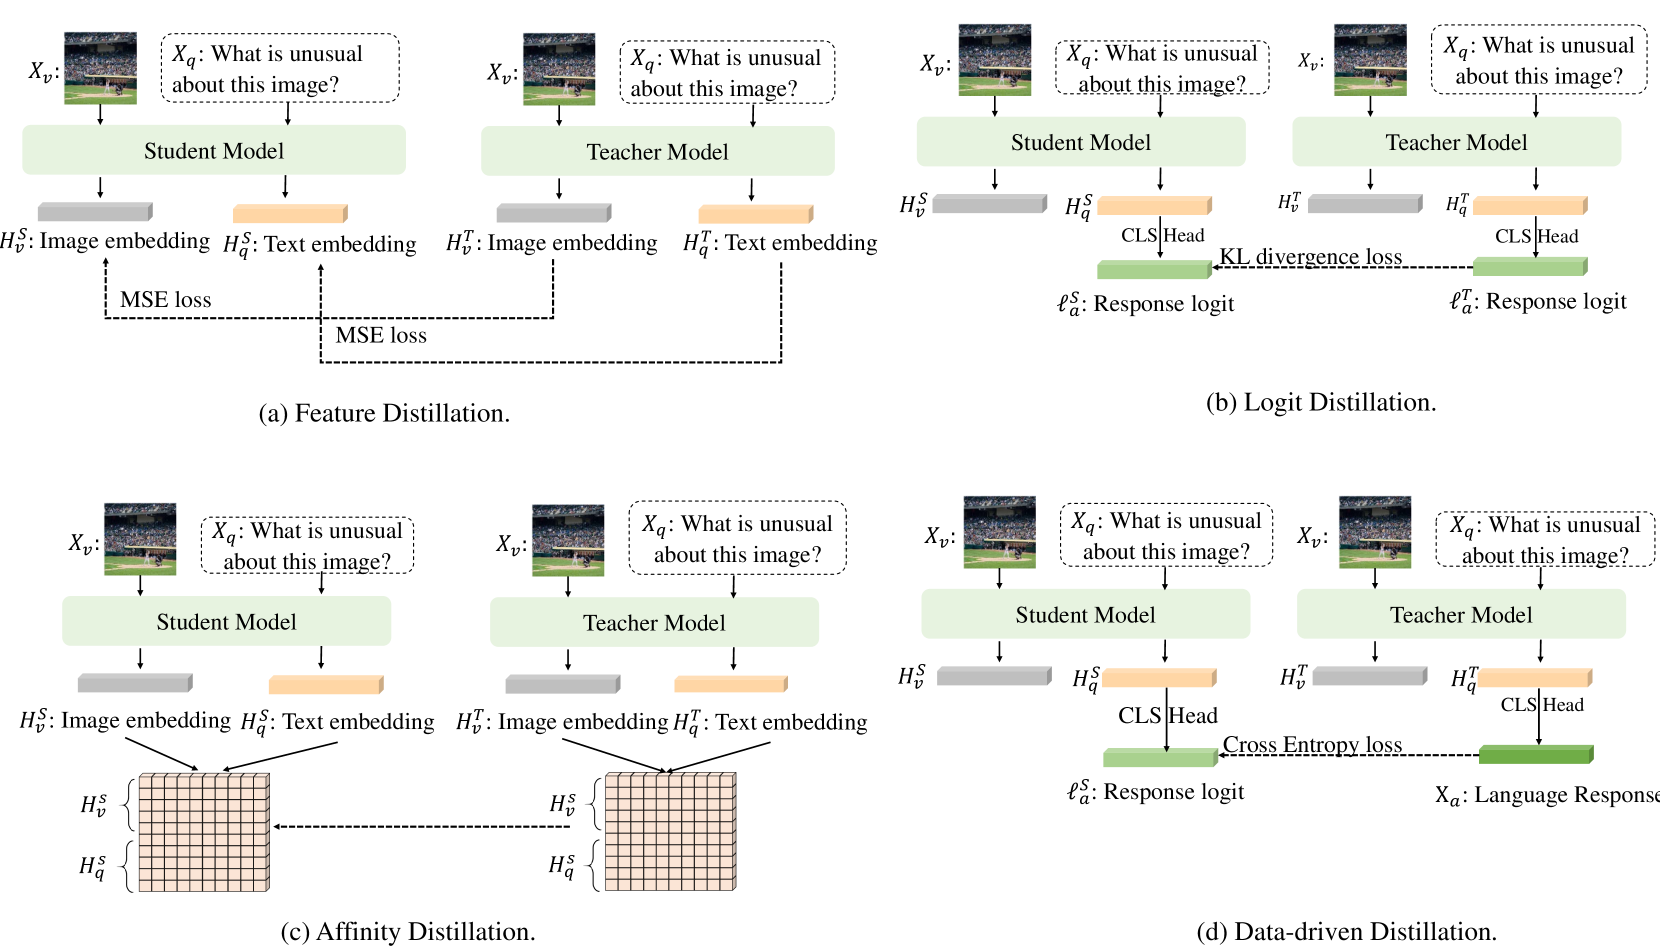 X_v:
X_q: What is unusual
about this image?
Student Model
H_v^S: Image embedding
H_q^S: Text embedding
X_v:
X_q: What is unusual
about this image?
Teacher Model
H_v^T: Image embedding
H_q^T: Text embedding
MSE loss
MSE loss
(a) Feature Distillation.
X_v:
X_q: What is unusual
about this image?
Student Model
H_v^S
H_q^S
CLS Head
ℓ_a^S: Response logit
X_v:
X_q: What is unusual
about this image?
Teacher Model
H_v^T
H_q^T
CLS Head
KL divergence loss
ℓ_a^T: Response logit
(b) Logit Distillation.
X_v:
X_q: What is unusual
about this image?
Student Model
H_v^S: Image embedding
H_q^S: Text embedding
H_v^s
H_q^s
X_v:
X_q: What is unusual
about this image?
Teacher Model
H_v^T: Image embedding
H_q^T: Text embedding
H_v^s
H_q^s
(c) Affinity Distillation.
X_v:
X_q: What is unusual
about this image?
Student Model
H_v^S
H_q^S
CLS Head
ℓ_a^S: Response logit
X_v:
X_q: What is unusual
about this image?
Teacher Model
H_v^T
H_q^T
CLS Head
Cross Entropy loss
X_a: Language Response
(d) Data-driven Distillation.